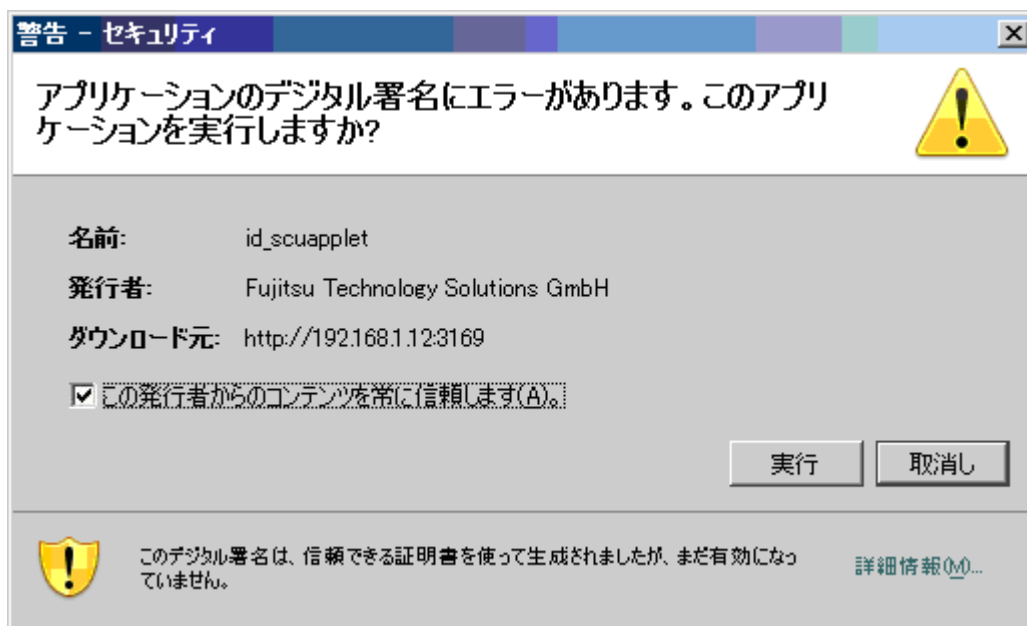 警告 - セキュリティ
アプリケーションのデジタル署名にエラーがあります。このアプリ
ケーションを実行しますか?
名前: id_scuapplet
発行者: Fujitsu Technology Solutions GmbH
ダウンロード元: http://192.168.1.12:3169
この発行者からのコンテンツを常に信頼します(A)。
実行 取消し
このデジタル署名は、信頼できる証明書を使って生成されましたが、まだ有効になっ
ていません。
詳細情報(M)...